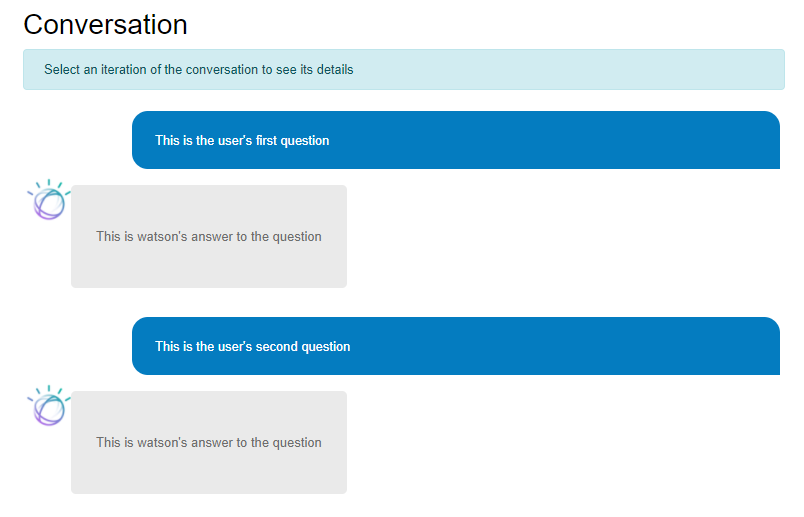 Conversation
Select an iteration of the conversation to see its details
This is the user's first question
This is watson's answer to the question
This is the user's second question
This is watson's answer to the question